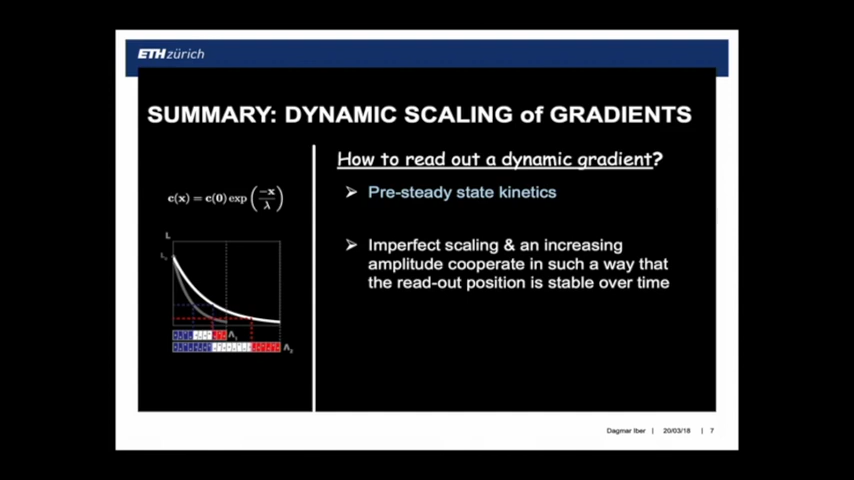 ETH zürich
SUMMARY: DYNAMIC SCALING of GRADIENTS
How to read out a dynamic gradient?
➢ Pre-steady state kinetics
c(x) = c(0) exp (−x/λ)
➢ Imperfect scaling & an increasing
amplitude cooperate in such a way that
the read-out position is stable over time
L
Λ₁
Λ₂
Dagmar Iber | 20/03/18 | 7